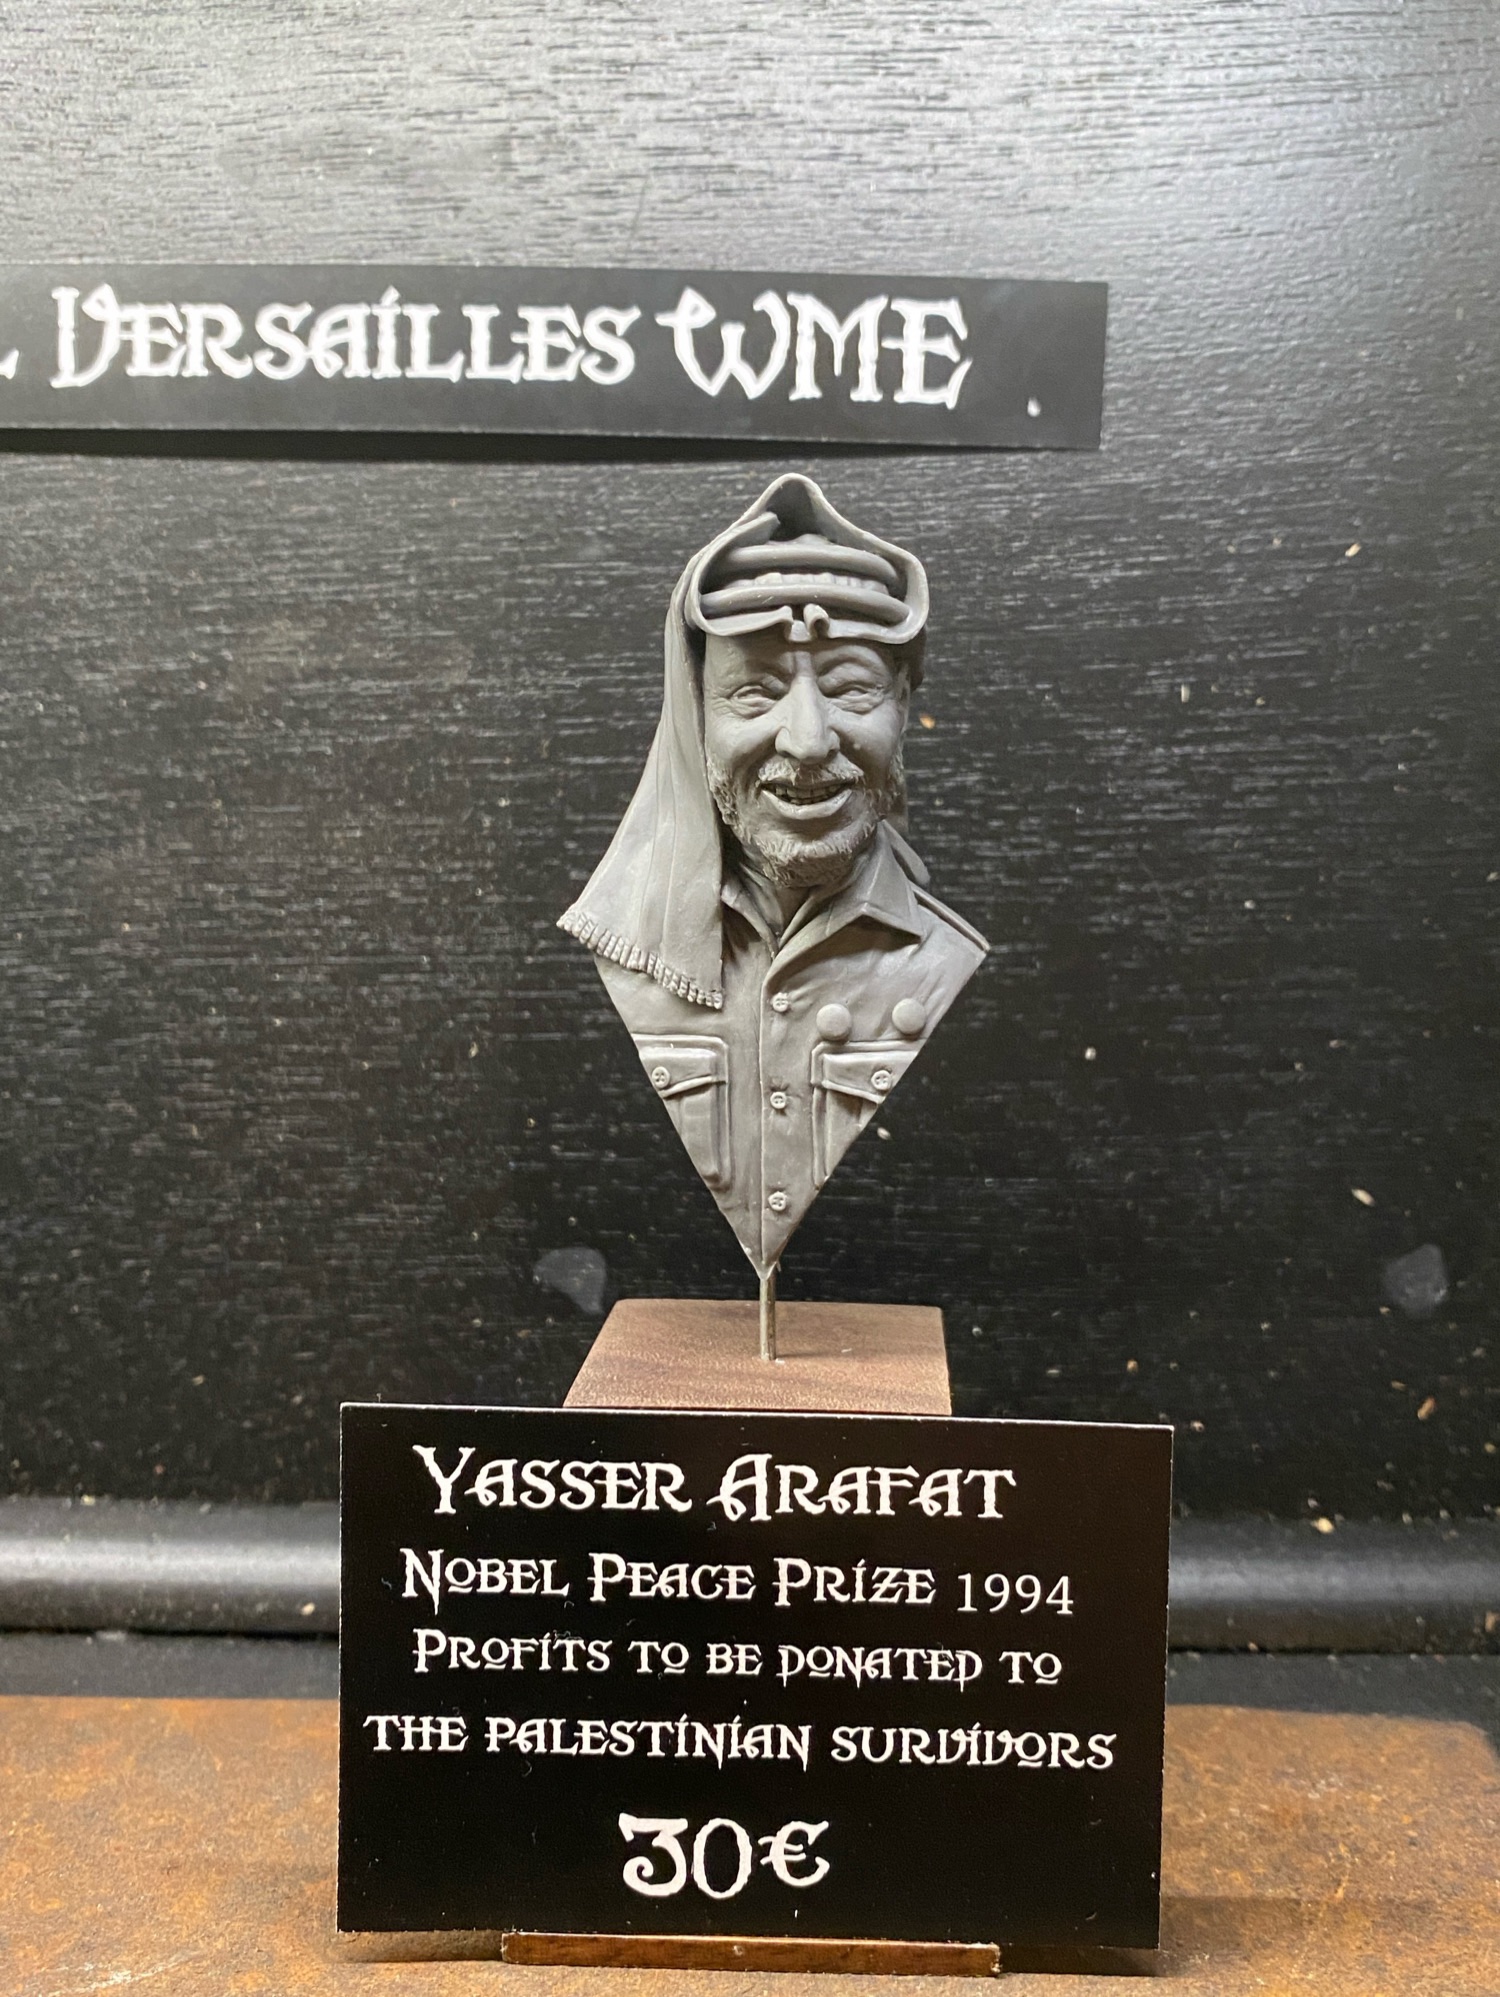 VERSAILLES WME
YASSER ARAFAT
NOBEL PEACE PRIZE 1994
PROFITS TO BE DONATED TO
THE PALESTINIAN SURVIVORS
30€